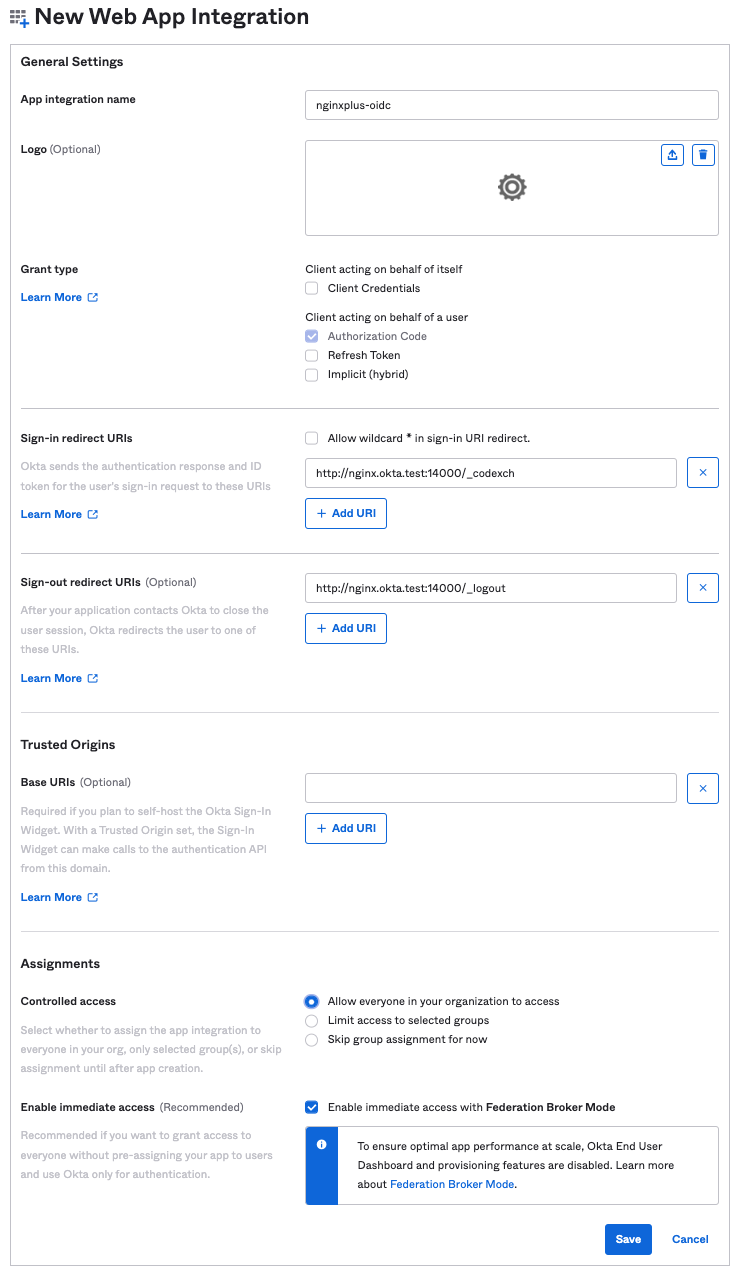 New Web App Integration
General Settings
App integration name
nginxplus-oidc
Logo (Optional)
Grant type
Learn More
Client acting on behalf of itself
Client Credentials
Client acting on behalf of a user
Authorization Code
Refresh Token
Implicit (hybrid)
Sign-in redirect URIs
Okta sends the authentication response and ID
token for the user's sign-in request to these URIs
Learn More
Allow wildcard * in sign-in URI redirect.
http://nginx.okta.test:14000/_codexch
+ Add URI
Sign-out redirect URIs (Optional)
After your application contacts Okta to close the
user session, Okta redirects the user to one of
these URIs.
Learn More
http://nginx.okta.test:14000/_logout
+ Add URI
Trusted Origins
Base URIs (Optional)
Required if you plan to self-host the Okta Sign-In
Widget. With a Trusted Origin set, the Sign-In
Widget can make calls to the authentication API
from this domain.
Learn More
+ Add URI
Assignments
Controlled access
Select whether to assign the app integration to
everyone in your org, only selected group(s), or skip
assignment until after app creation.
Allow everyone in your organization to access
Limit access to selected groups
Skip group assignment for now
Enable immediate access (Recommended)
Recommended if you want to grant access to
everyone without pre-assigning your app to users
and use Okta only for authentication.
Enable immediate access with Federation Broker Mode
To ensure optimal app performance at scale, Okta End User
Dashboard and provisioning features are disabled. Learn more
about Federation Broker Mode.
Save
Cancel